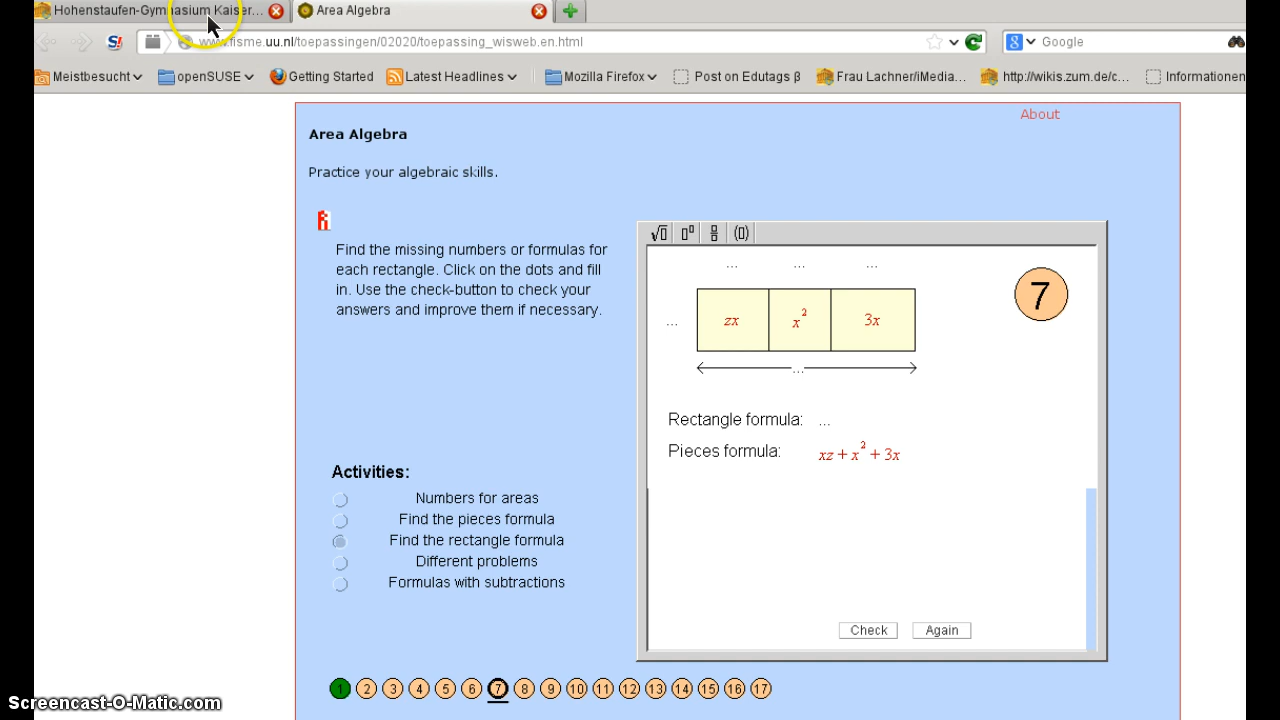 Hohenstaufen-Gymnasium Kaiser...
Area Algebra
www.fisme.uu.nl/toepassingen/02020/toepassing_wisweb.en.html
Google
Meistbesucht
openSUSE
Getting Started
Latest Headlines
Mozilla Firefox
Post on Edutags β
Frau Lachner/iMedia...
http://wikis.zum.de/c...
Informationen
About
Area Algebra
Practice your algebraic skills.
Find the missing numbers or formulas for
each rectangle. Click on the dots and fill
in. Use the check-button to check your
answers and improve them if necessary.
... ... ...
7
... zx x² 3x
...
Rectangle formula: ...
Pieces formula: xz + x² + 3x
Activities:
Numbers for areas
Find the pieces formula
Find the rectangle formula
Different problems
Formulas with subtractions
Check Again
1 2 3 4 5 6 7 8 9 10 11 12 13 14 15 16 17
Screencast-O-Matic.com